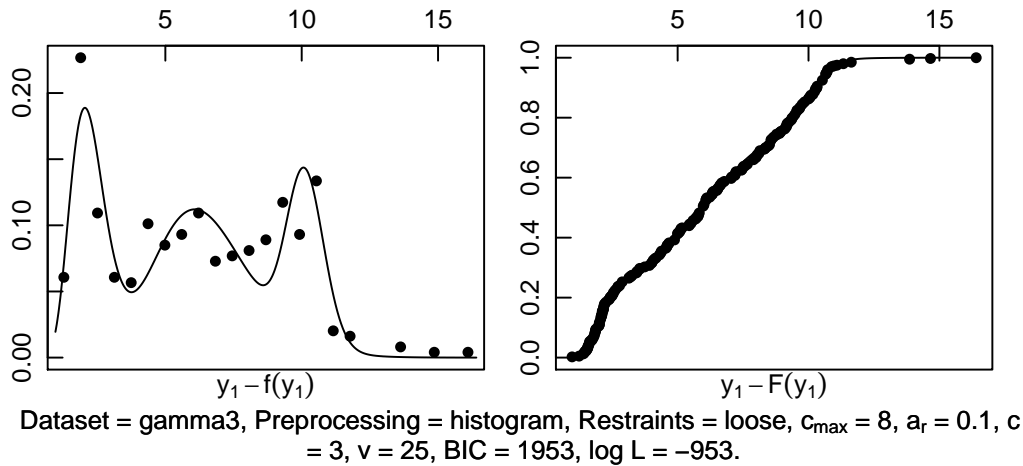 5 10 15
5 10 15
0.00 0.10 0.20
0.0 0.2 0.4 0.6 0.8 1.0
y₁ − f(y₁)
y₁ − F(y₁)
Dataset = gamma3, Preprocessing = histogram, Restraints = loose, cmax = 8, aᵣ = 0.1, c
= 3, v = 25, BIC = 1953, log L = −953.